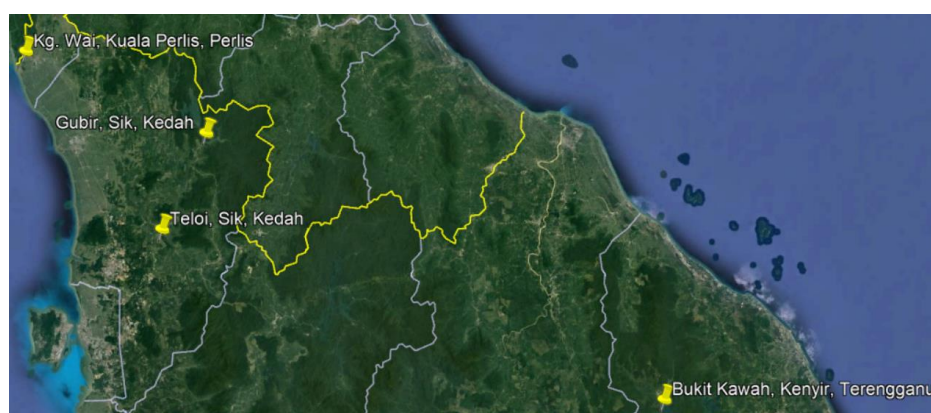 Kg. Wai, Kuala Perlis, Perlis
Gubir, Sik, Kedah
Teloi, Sik, Kedah
Bukit Kawah, Kenyir, Terengganu